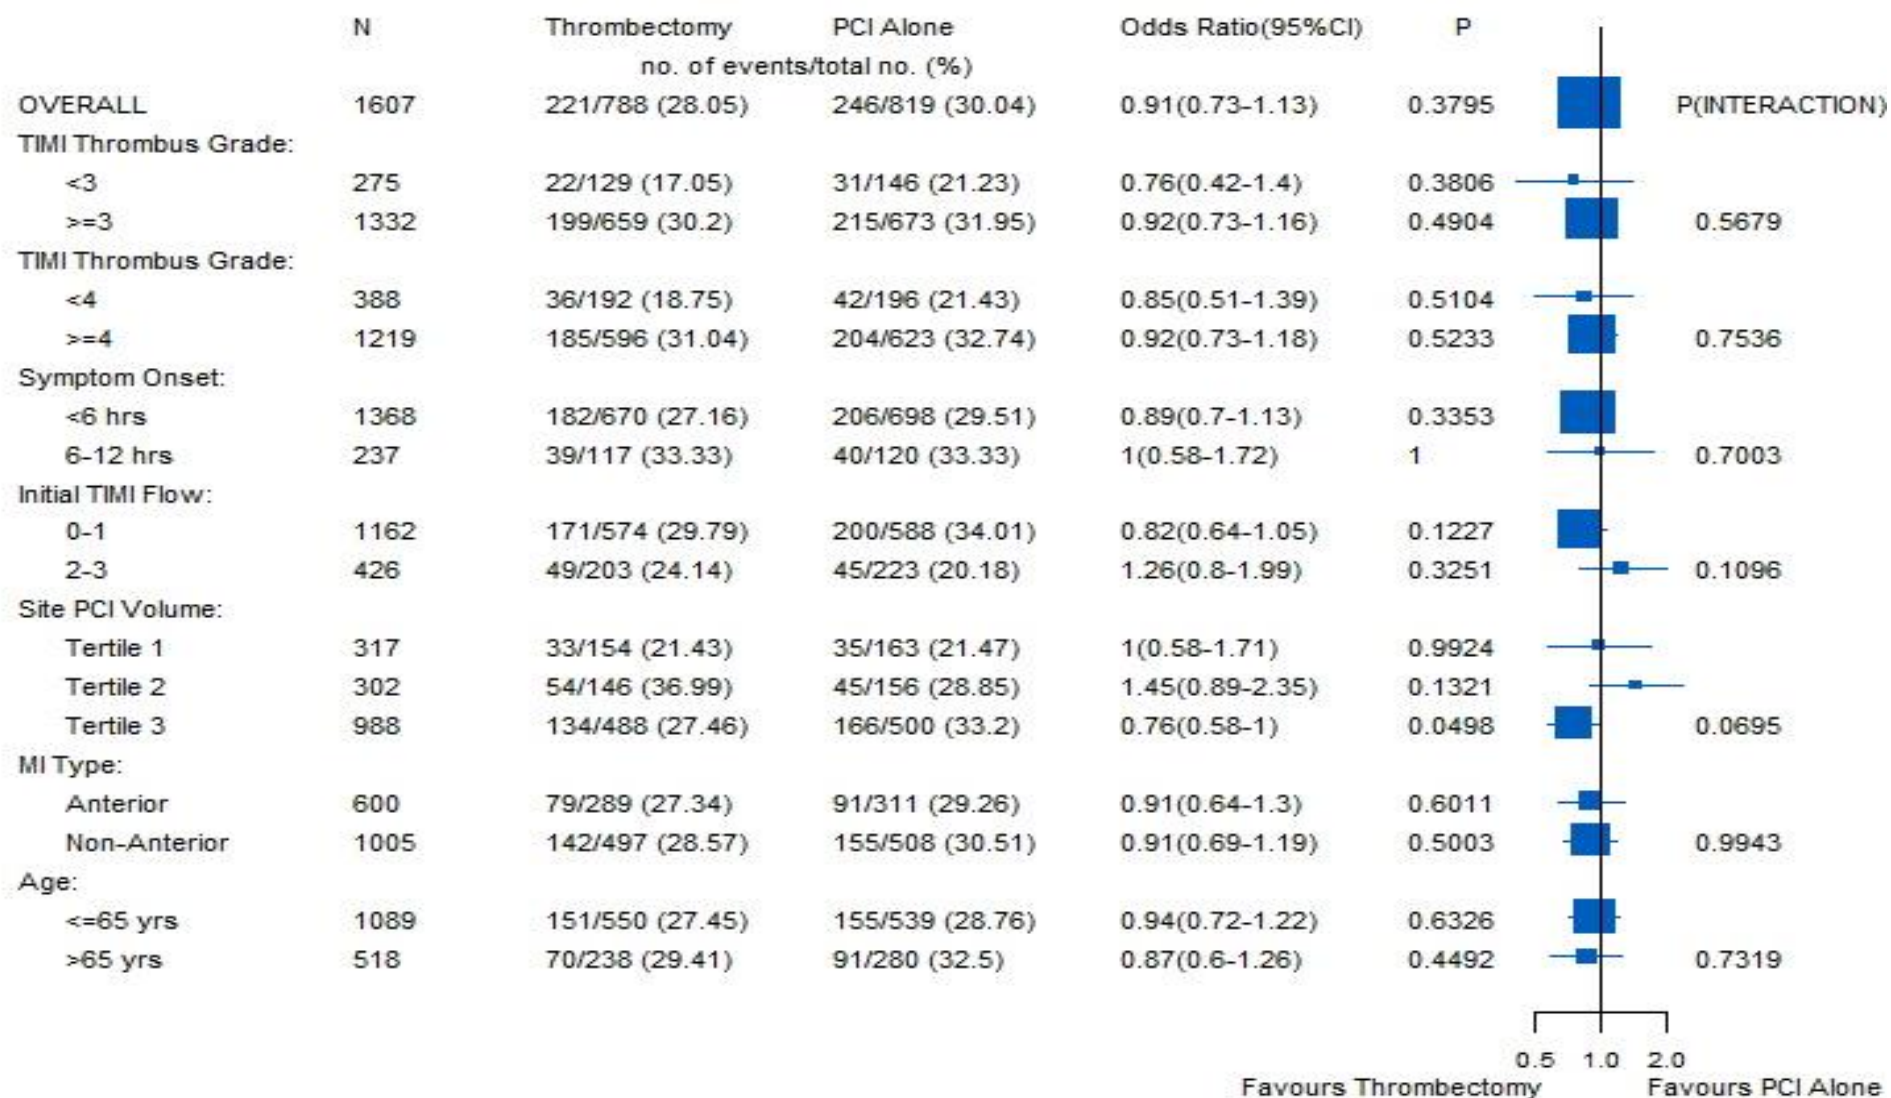 N Thrombectomy PCI Alone Odds Ratio(95%CI) P
no. of events/total no. (%)
OVERALL 1607 221/788 (28.05) 246/819 (30.04) 0.91(0.73-1.13) 0.3795 P(INTERACTION)
TIMI Thrombus Grade:
<3 275 22/129 (17.05) 31/146 (21.23) 0.76(0.42-1.4) 0.3806
>=3 1332 199/659 (30.2) 215/673 (31.95) 0.92(0.73-1.16) 0.4904 0.5679
TIMI Thrombus Grade:
<4 388 36/192 (18.75) 42/196 (21.43) 0.85(0.51-1.39) 0.5104
>=4 1219 185/596 (31.04) 204/623 (32.74) 0.92(0.73-1.18) 0.5233 0.7536
Symptom Onset:
<6 hrs 1368 182/670 (27.16) 206/698 (29.51) 0.89(0.7-1.13) 0.3353
6-12 hrs 237 39/117 (33.33) 40/120 (33.33) 1(0.58-1.72) 1 0.7003
Initial TIMI Flow:
0-1 1162 171/574 (29.79) 200/588 (34.01) 0.82(0.64-1.05) 0.1227
2-3 426 49/203 (24.14) 45/223 (20.18) 1.26(0.8-1.99) 0.3251 0.1096
Site PCI Volume:
Tertile 1 317 33/154 (21.43) 35/163 (21.47) 1(0.58-1.71) 0.9924
Tertile 2 302 54/146 (36.99) 45/156 (28.85) 1.45(0.89-2.35) 0.1321
Tertile 3 988 134/488 (27.46) 166/500 (33.2) 0.76(0.58-1) 0.0498 0.0695
MI Type:
Anterior 600 79/289 (27.34) 91/311 (29.26) 0.91(0.64-1.3) 0.6011
Non-Anterior 1005 142/497 (28.57) 155/508 (30.51) 0.91(0.69-1.19) 0.5003 0.9943
Age:
<=65 yrs 1089 151/550 (27.45) 155/539 (28.76) 0.94(0.72-1.22) 0.6326
>65 yrs 518 70/238 (29.41) 91/280 (32.5) 0.87(0.6-1.26) 0.4492 0.7319
0.5 1.0 2.0
Favours Thrombectomy Favours PCI Alone